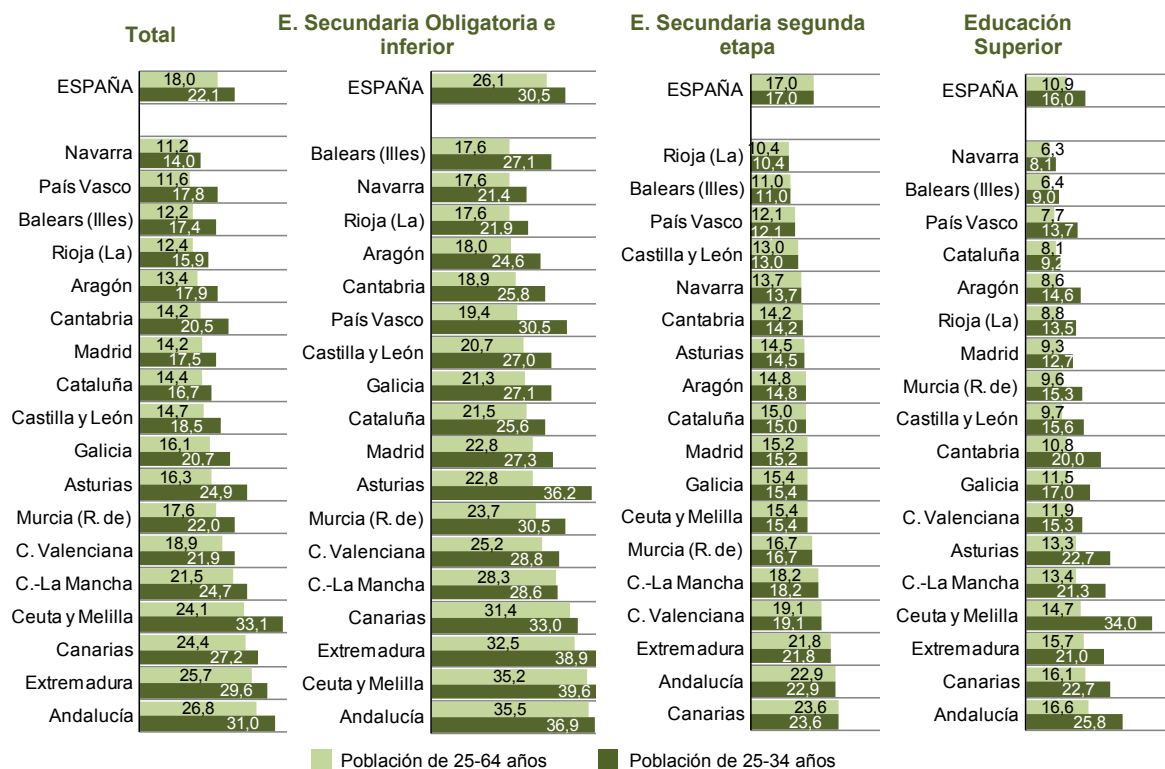 Total
ESPAÑA 18,0 22,1
Navarra 11,2 14,0
País Vasco 11,6 17,8
Balears (Illes) 12,2 17,4
Rioja (La) 12,4 15,9
Aragón 13,4 17,9
Cantabria 14,2 20,5
Madrid 14,2 17,5
Cataluña 14,4 16,7
Castilla y León 14,7 18,5
Galicia 16,1 20,7
Asturias 16,3 24,9
Murcia (R. de) 17,6 22,0
C. Valenciana 18,9 21,9
C.-La Mancha 21,5 24,7
Ceuta y Melilla 24,1 33,1
Canarias 24,4 27,2
Extremadura 25,7 29,6
Andalucía 26,8 31,0
E. Secundaria Obligatoria e
inferior
ESPAÑA 26,1 30,5
Balears (Illes) 17,6 27,1
Navarra 17,6 21,4
Rioja (La) 17,6 21,9
Aragón 18,0 24,6
Cantabria 18,9 25,8
País Vasco 19,4 30,5
Castilla y León 20,7 27,0
Galicia 21,3 27,1
Cataluña 21,5 25,6
Madrid 22,8 27,3
Asturias 22,8 36,2
Murcia (R. de) 23,7 30,5
C. Valenciana 25,2 28,8
C.-La Mancha 28,3 28,6
Canarias 31,4 33,0
Extremadura 32,5 38,9
Ceuta y Melilla 35,2 39,6
Andalucía 35,5 36,9
E. Secundaria segunda
etapa
ESPAÑA 17,0 17,0
Rioja (La) 10,4 10,4
Balears (Illes) 11,0 11,0
País Vasco 12,1 12,1
Castilla y León 13,0 13,0
Navarra 13,7 13,7
Cantabria 14,2 14,2
Asturias 14,5 14,5
Aragón 14,8 14,8
Cataluña 15,0 15,0
Madrid 15,2 15,2
Galicia 15,4 15,4
Ceuta y Melilla 15,4 15,4
Murcia (R. de) 16,7 16,7
C.-La Mancha 18,2 18,2
C. Valenciana 19,1 19,1
Extremadura 21,8 21,8
Andalucía 22,9 22,9
Canarias 23,6 23,6
Educación
Superior
ESPAÑA 10,9 16,0
Navarra 6,3 8,1
Balears (Illes) 6,4 9,0
País Vasco 7,7 13,7
Cataluña 8,1 9,2
Aragón 8,6 14,6
Rioja (La) 8,8 13,5
Madrid 9,3 12,7
Murcia (R. de) 9,6 15,3
Castilla y León 9,7 15,6
Cantabria 10,8 20,0
Galicia 11,5 17,0
C. Valenciana 11,9 15,3
Asturias 13,3 22,7
C.-La Mancha 13,4 21,3
Ceuta y Melilla 14,7 34,0
Extremadura 15,7 21,0
Canarias 16,1 22,7
Andalucía 16,6 25,8
Población de 25-64 años
Población de 25-34 años